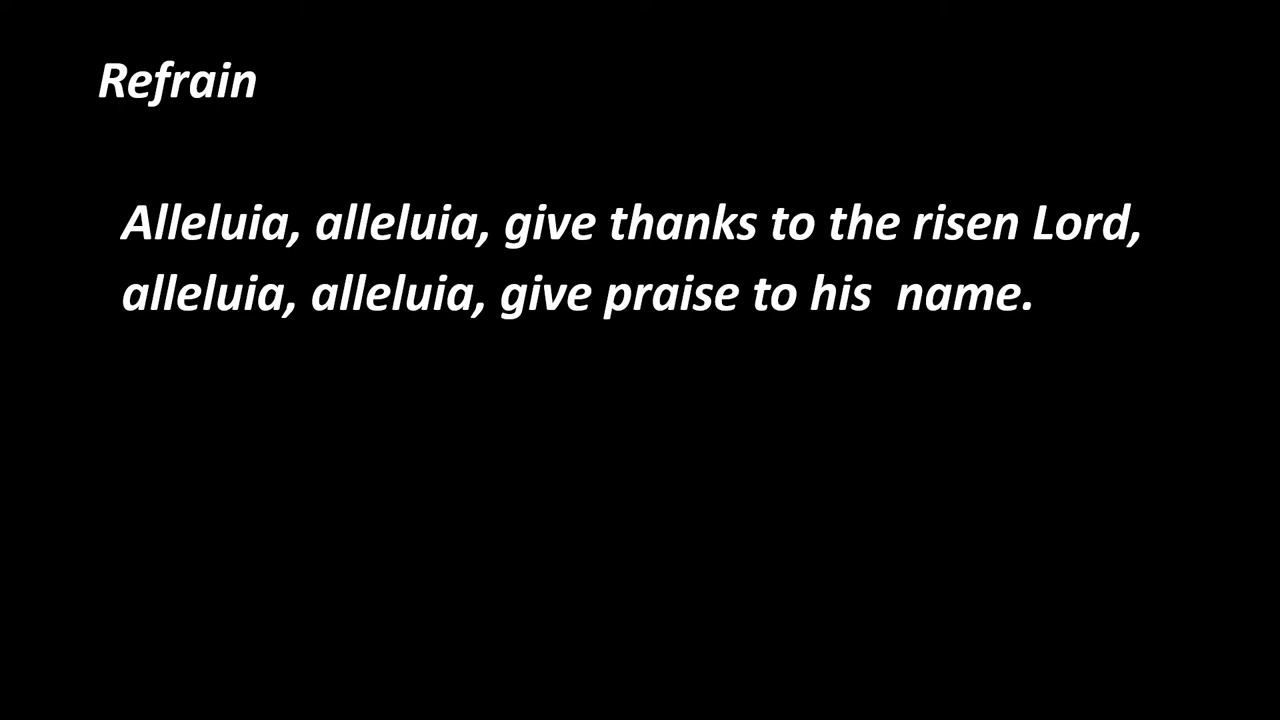 Refrain
Alleluia, alleluia, give thanks to the risen Lord,
alleluia, alleluia, give praise to his  name.